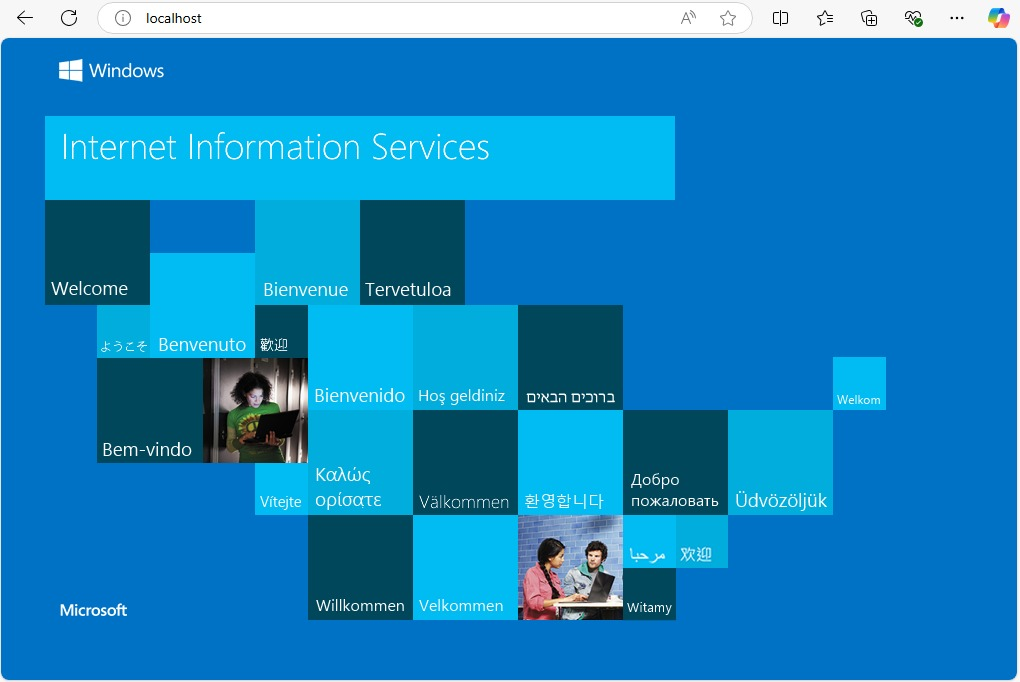 localhost
Windows
Internet Information Services
Welcome
Bienvenue
Tervetuloa
ようこそ
Benvenuto
歡迎
Bienvenido
Hoş geldiniz
ברוכים הבאים
Welkom
Bem-vindo
Καλώς
ορίσατε
Vítejte
Välkommen
환영합니다
Добро
пожаловать
Üdvözöljük
مرحبا
欢迎
Willkommen
Velkommen
Witamy
Microsoft